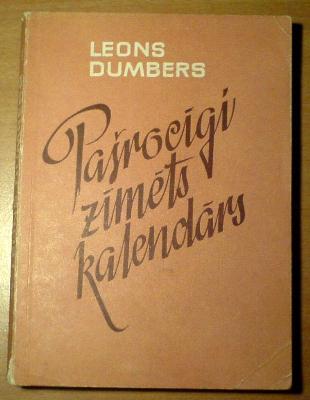 LEONS
DUMBERS
Pašrocīgi
zīmēts
kalendārs